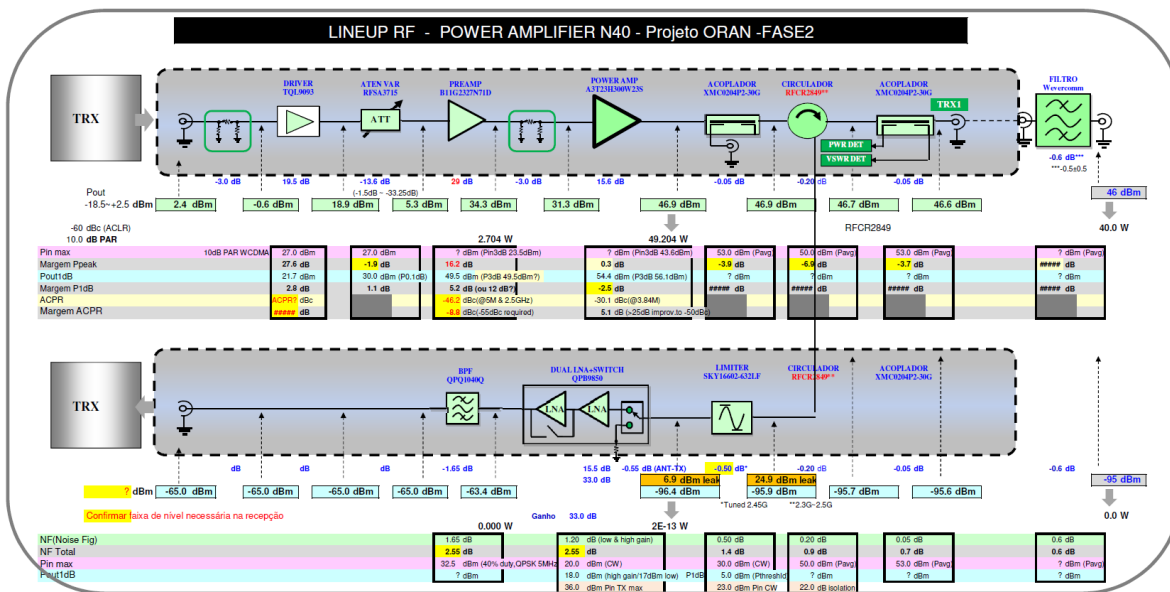 LINEUP RF - POWER AMPLIFIER N40 - Projeto ORAN -FASE2
TRX
DRIVER
TQL9093
ATEN VAR
RFSA3715
PREAMP
B11G2327N71D
POWER AMP
A3T23H300W23S
ACOPLADOR
XMC0204P2-30G
CIRCULADOR
RFCR2849**
ACOPLADOR
XMC0204P2-30G
FILTRO
Wevercomm
ATT
TRX1
PWR DET
VSWR DET
-3.0 dB 19.5 dB -13.6 dB 29 dB -3.0 dB 15.6 dB -0.05 dB -0.20 dB -0.05 dB -0.6 dB***
***-0.5±0.5
(-1.5dB ~ -33.25dB)
Pout
-18.5~+2.5 dBm 2.4 dBm -0.6 dBm 18.9 dBm 5.3 dBm 34.3 dBm 31.3 dBm 46.9 dBm 46.9 dBm 46.7 dBm 46.6 dBm 46 dBm
-60 dBc (ACLR) RFCR2849 40.0 W
10.0 dB PAR 2.704 W 49.204 W
Pin max 10dB PAR WCDMA 27.0 dBm 27.0 dBm ? dBm (Pin3dB 23.5dBm) ? dBm (Pin3dB 43.6dBm) 53.0 dBm (Pavg) 50.0 dBm (Pavg) 53.0 dBm (Pavg) ? dBm (Pavg)
Margem Ppeak 27.6 dB -1.9 dB 16.2 dB 0.3 dB -3.9 dB -6.9 dB -3.7 dB ##### dB
Pout1dB 21.7 dBm 30.0 dBm (P0.1dB) 49.5 dBm (P3dB 49.5dBm?) 54.4 dBm (P3dB 56.1dBm) ? dBm ? dBm ? dBm ? dBm
Margem P1dB 2.8 dB 1.1 dB 5.2 dB (ou 12 dB?) -2.5 dB ##### dB ##### dB ##### dB ##### dB
ACPR ACPR? dBc -46.2 dBc(@5M & 2.5GHz) -30.1 dBc(@3.84M)
Margem ACPR ##### dB -8.8 dBc(-55dBc required) 5.1 dB (>25dB improv.to -50dBc)
TRX
BPF
QPQ1040Q
DUAL LNA+SWITCH
QPB9850
LIMITER
SKY16602-632LF
CIRCULADOR
RFCR2849**
ACOPLADOR
XMC0204P2-30G
LNA LNA
dB dB dB -1.65 dB 15.5 dB -0.55 dB (ANT-TX) -0.50 dB* -0.20 dB -0.05 dB -0.6 dB
33.0 dB 6.9 dBm leak 24.9 dBm leak
? dBm -65.0 dBm -65.0 dBm -65.0 dBm -65.0 dBm -63.4 dBm -96.4 dBm -95.9 dBm -95.7 dBm -95.6 dBm -95 dBm
*Tuned 2.45G **2.3G~2.5G
Confirmar faixa de nível necessária na recepção Ganho 33.0 dB 0.0 W
0.000 W 2E-13 W
NF(Noise Fig) 1.65 dB 1.20 dB (low & high gain) 0.50 dB 0.20 dB 0.05 dB 0.6 dB
NF Total 2.55 dB 2.55 dB 1.4 dB 0.9 dB 0.7 dB 0.6 dB
Pin max 32.5 dBm (40% duty,QPSK 5MHz 20.0 dBm (CW) 30.0 dBm (CW) 50.0 dBm (Pavg) 53.0 dBm (Pavg) ? dBm (Pavg)
Pout1dB ? dBm 18.0 dBm (high gain/17dBm low) P1dB 5.0 dBm (Pthreshld) ? dBm ? dBm ? dBm
36.0 dBm Pin TX max 23.0 dBm Pin CW 22.0 dB isolation